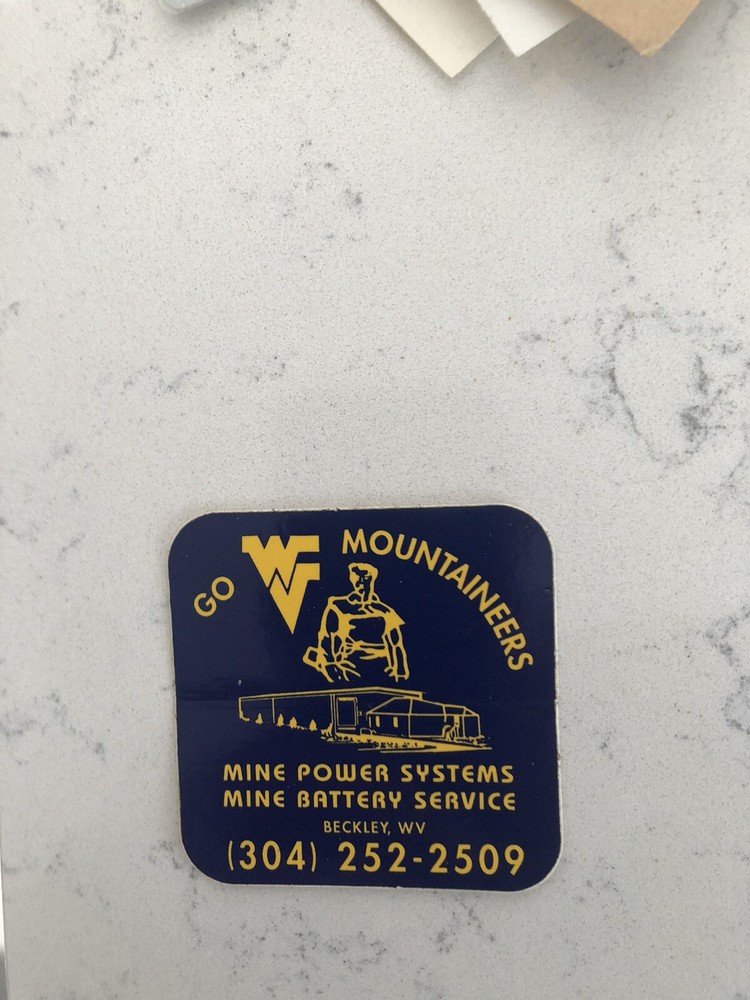 GO WV MOUNTAINEERS
MINE POWER SYSTEMS
MINE BATTERY SERVICE
BECKLEY, WV
(304) 252-2509